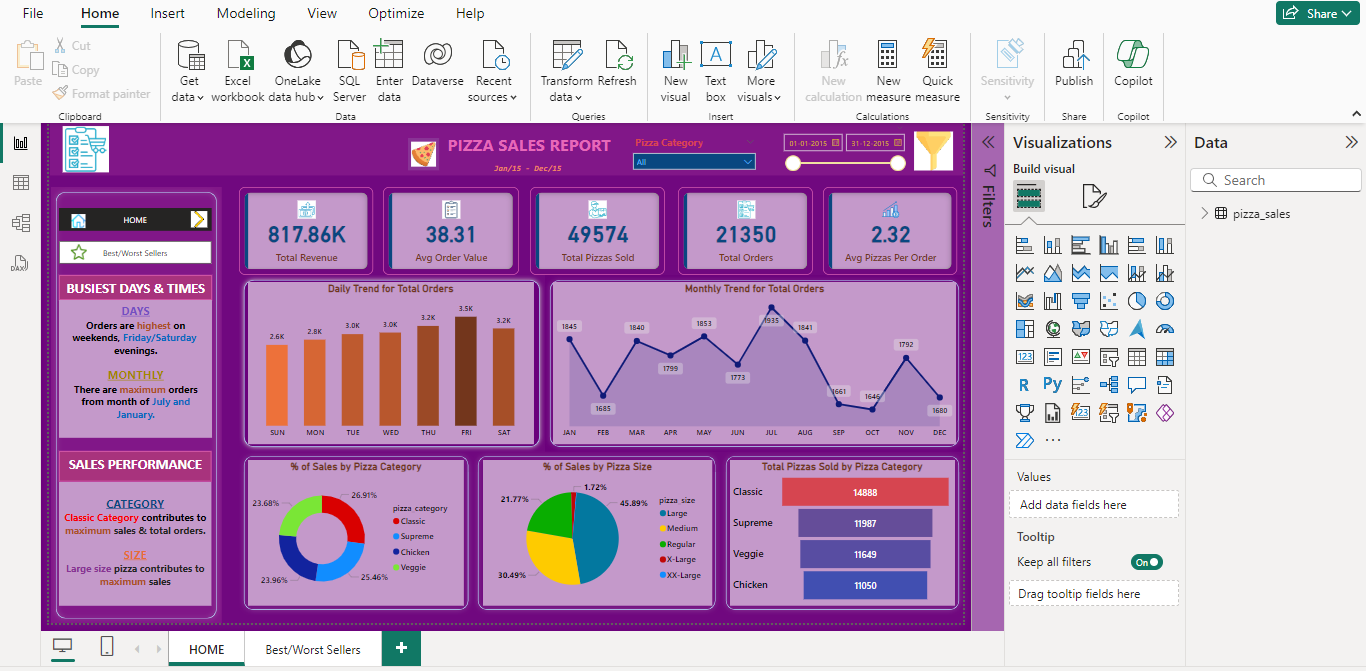 File Home Insert Modeling View Optimize Help
Share
Paste
Cut
Copy
Format painter
Clipboard
Get data
Excel workbook
OneLake data hub
SQL Server
Enter data
Dataverse
Recent sources
Data
Transform data
Refresh
Queries
New visual
Text box
More visuals
Insert
New calculation
New measure
Quick measure
Calculations
Sensitivity
Sensitivity
Publish
Share
Copilot
Copilot
PIZZA SALES REPORT
Jan/15 - Dec/15
Pizza Category
All
01-01-2015
31-12-2015
HOME
Best/Worst Sellers
BUSIEST DAYS & TIMES
DAYS
Orders are highest on
weekends, Friday/Saturday
evenings.
MONTHLY
There are maximum orders
from month of July and
January.
SALES PERFORMANCE
CATEGORY
Classic Category contributes to
maximum sales & total orders.
SIZE
Large size pizza contributes to
maximum sales
817.86K
Total Revenue
38.31
Avg Order Value
49574
Total Pizzas Sold
21350
Total Orders
2.32
Avg Pizzas Per Order
Daily Trend for Total Orders
2.6K 2.8K 3.0K 3.0K 3.2K 3.5K 3.2K
SUN MON TUE WED THU FRI SAT
Monthly Trend for Total Orders
1845 1685 1840 1799 1853 1773 1935 1841 1661 1646 1792 1680
JAN FEB MAR APR MAY JUN JUL AUG SEP OCT NOV DEC
% of Sales by Pizza Category
26.91%
25.46%
23.96%
23.68%
pizza category
Classic
Supreme
Chicken
Veggie
% of Sales by Pizza Size
1.72%
45.89%
30.49%
21.77%
pizza size
Large
Medium
Regular
X-Large
XX-Large
Total Pizzas Sold by Pizza Category
Classic 14888
Supreme 11987
Veggie 11649
Chicken 11050
Filters
Visualizations
Build visual
123
R
Py
123
Values
Add data fields here
Tooltip
Keep all filters
On
Drag tooltip fields here
Data
Search
pizza_sales
DAX
HOME
Best/Worst Sellers